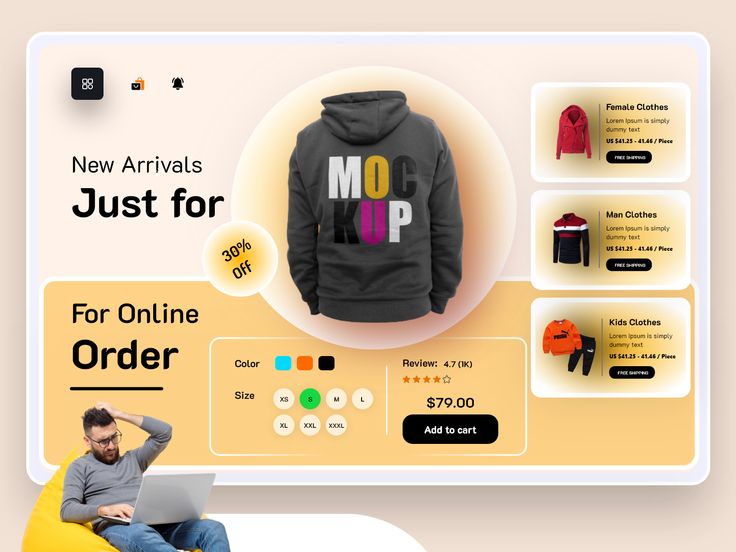 New Arrivals
Just for
30%
Off
MOC
KUP
For Online
Order
Color
Size
XS
S
M
L
XL
XXL
XXXL
Review: 4.7 (1K)
$79.00
Add to cart
Female Clothes
Lorem Ipsum is simply
dummy text
US $41.25 - 41.46 / Piece
FREE SHIPPING
Man Clothes
Lorem Ipsum is simply
dummy text
US $41.25 - 41.46 / Piece
FREE SHIPPING
PUMA
Kids Clothes
Lorem Ipsum is simply
dummy text
US $41.25 - 41.46 / Piece
FREE SHIPPING